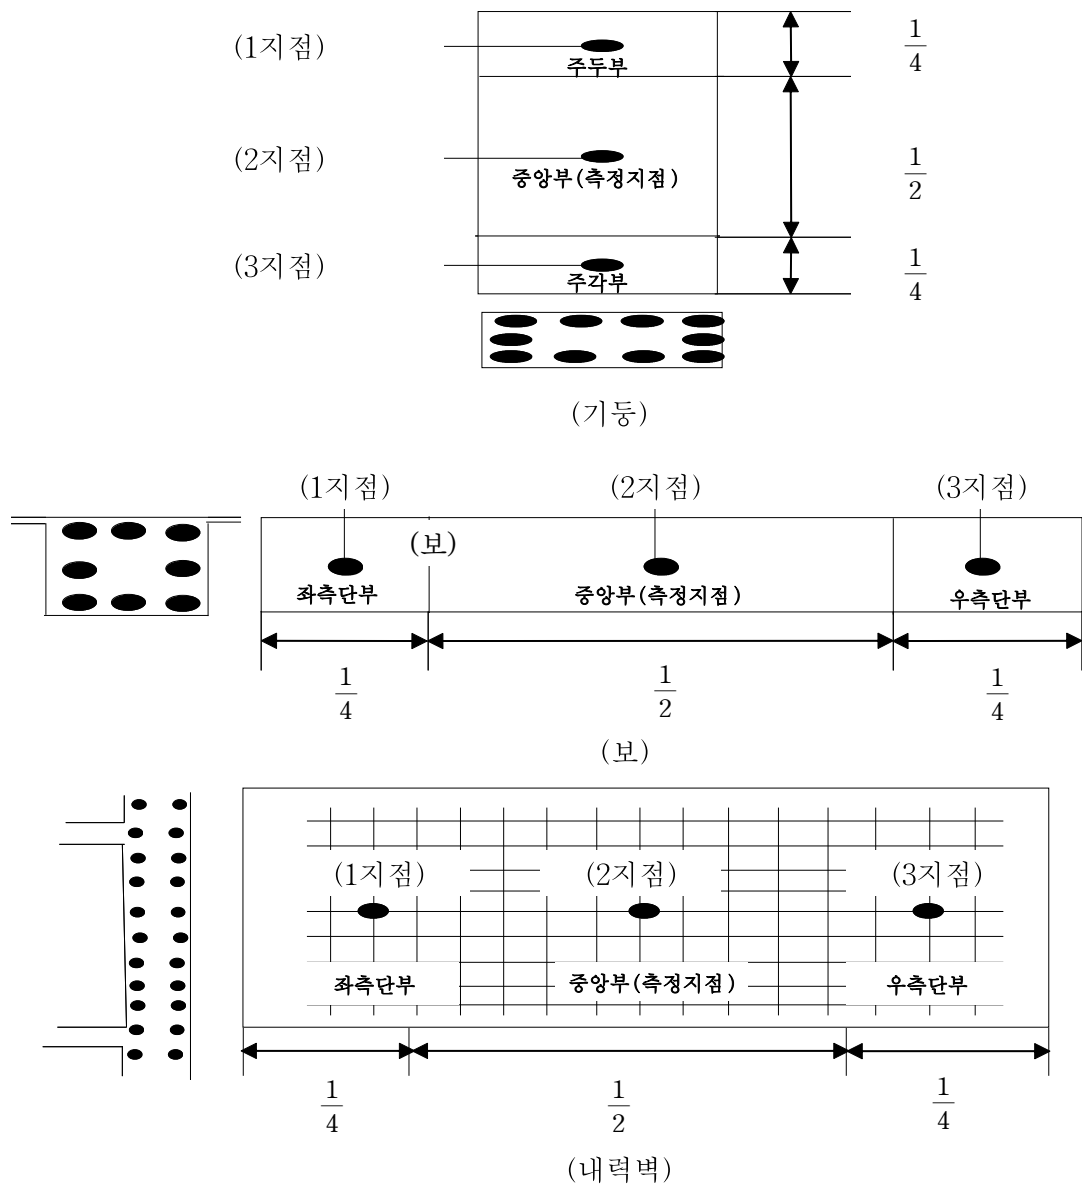 (1지점)
주두부
1/4
(2지점)
중앙부(측정지점)
1/2
(3지점)
주각부
1/4
(기둥)
(1지점) (2지점) (3지점)
(보)
좌측단부 중앙부(측정지점) 우측단부
1/4 1/2 1/4
(보)
(1지점) (2지점) (3지점)
좌측단부 중앙부(측정지점) 우측단부
1/4 1/2 1/4
(내력벽)